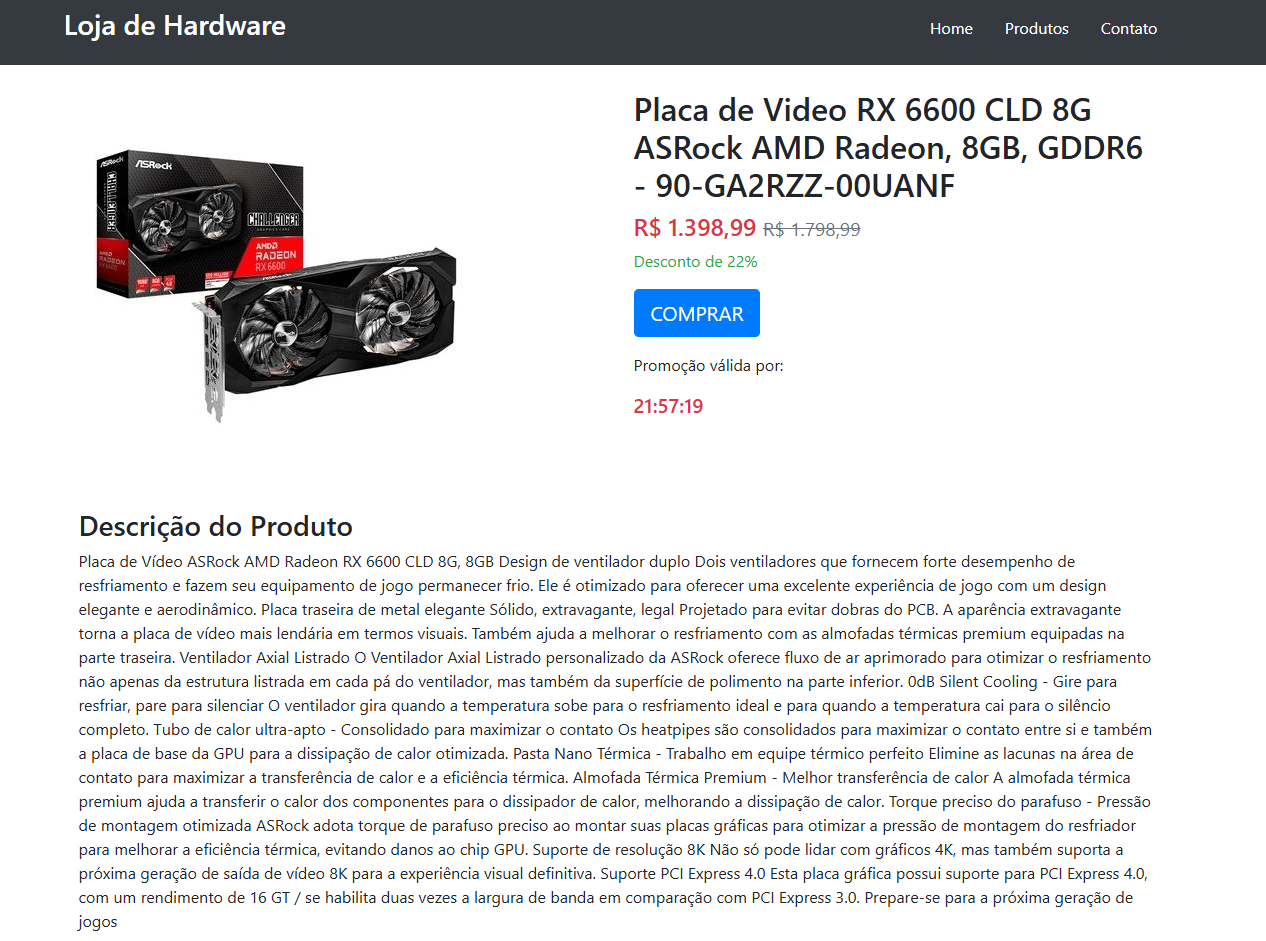 Loja de Hardware
Home Produtos Contato
Placa de Video RX 6600 CLD 8G
ASRock AMD Radeon, 8GB, GDDR6
- 90-GA2RZZ-00UANF
R$ 1.398,99 R$ 1.798,99
Desconto de 22%
COMPRAR
Promoção válida por:
21:57:19
ASRock
ASRock
CHALLENGER
CHALLENGER
GRAPHICS CARD
AMD
RADEON
RX 6600
RADEON
RX 6600
Descrição do Produto
Placa de Vídeo ASRock AMD Radeon RX 6600 CLD 8G, 8GB Design de ventilador duplo Dois ventiladores que fornecem forte desempenho de
resfriamento e fazem seu equipamento de jogo permanecer frio. Ele é otimizado para oferecer uma excelente experiência de jogo com um design
elegante e aerodinâmico. Placa traseira de metal elegante Sólido, extravagante, legal Projetado para evitar dobras do PCB. A aparência extravagante
torna a placa de vídeo mais lendária em termos visuais. Também ajuda a melhorar o resfriamento com as almofadas térmicas premium equipadas na
parte traseira. Ventilador Axial Listrado O Ventilador Axial Listrado personalizado da ASRock oferece fluxo de ar aprimorado para otimizar o resfriamento
não apenas da estrutura listrada em cada pá do ventilador, mas também da superfície de polimento na parte inferior. 0dB Silent Cooling - Gire para
resfriar, pare para silenciar O ventilador gira quando a temperatura sobe para o resfriamento ideal e para quando a temperatura cai para o silêncio
completo. Tubo de calor ultra-apto - Consolidado para maximizar o contato Os heatpipes são consolidados para maximizar o contato entre si e também
a placa de base da GPU para a dissipação de calor otimizada. Pasta Nano Térmica - Trabalho em equipe térmico perfeito Elimine as lacunas na área de
contato para maximizar a transferência de calor e a eficiência térmica. Almofada Térmica Premium - Melhor transferência de calor A almofada térmica
premium ajuda a transferir o calor dos componentes para o dissipador de calor, melhorando a dissipação de calor. Torque preciso do parafuso - Pressão
de montagem otimizada ASRock adota torque de parafuso preciso ao montar suas placas gráficas para otimizar a pressão de montagem do resfriador
para melhorar a eficiência térmica, evitando danos ao chip GPU. Suporte de resolução 8K Não só pode lidar com gráficos 4K, mas também suporta a
próxima geração de saída de vídeo 8K para a experiência visual definitiva. Suporte PCI Express 4.0 Esta placa gráfica possui suporte para PCI Express 4.0,
com um rendimento de 16 GT / se habilita duas vezes a largura de banda em comparação com PCI Express 3.0. Prepare-se para a próxima geração de
jogos